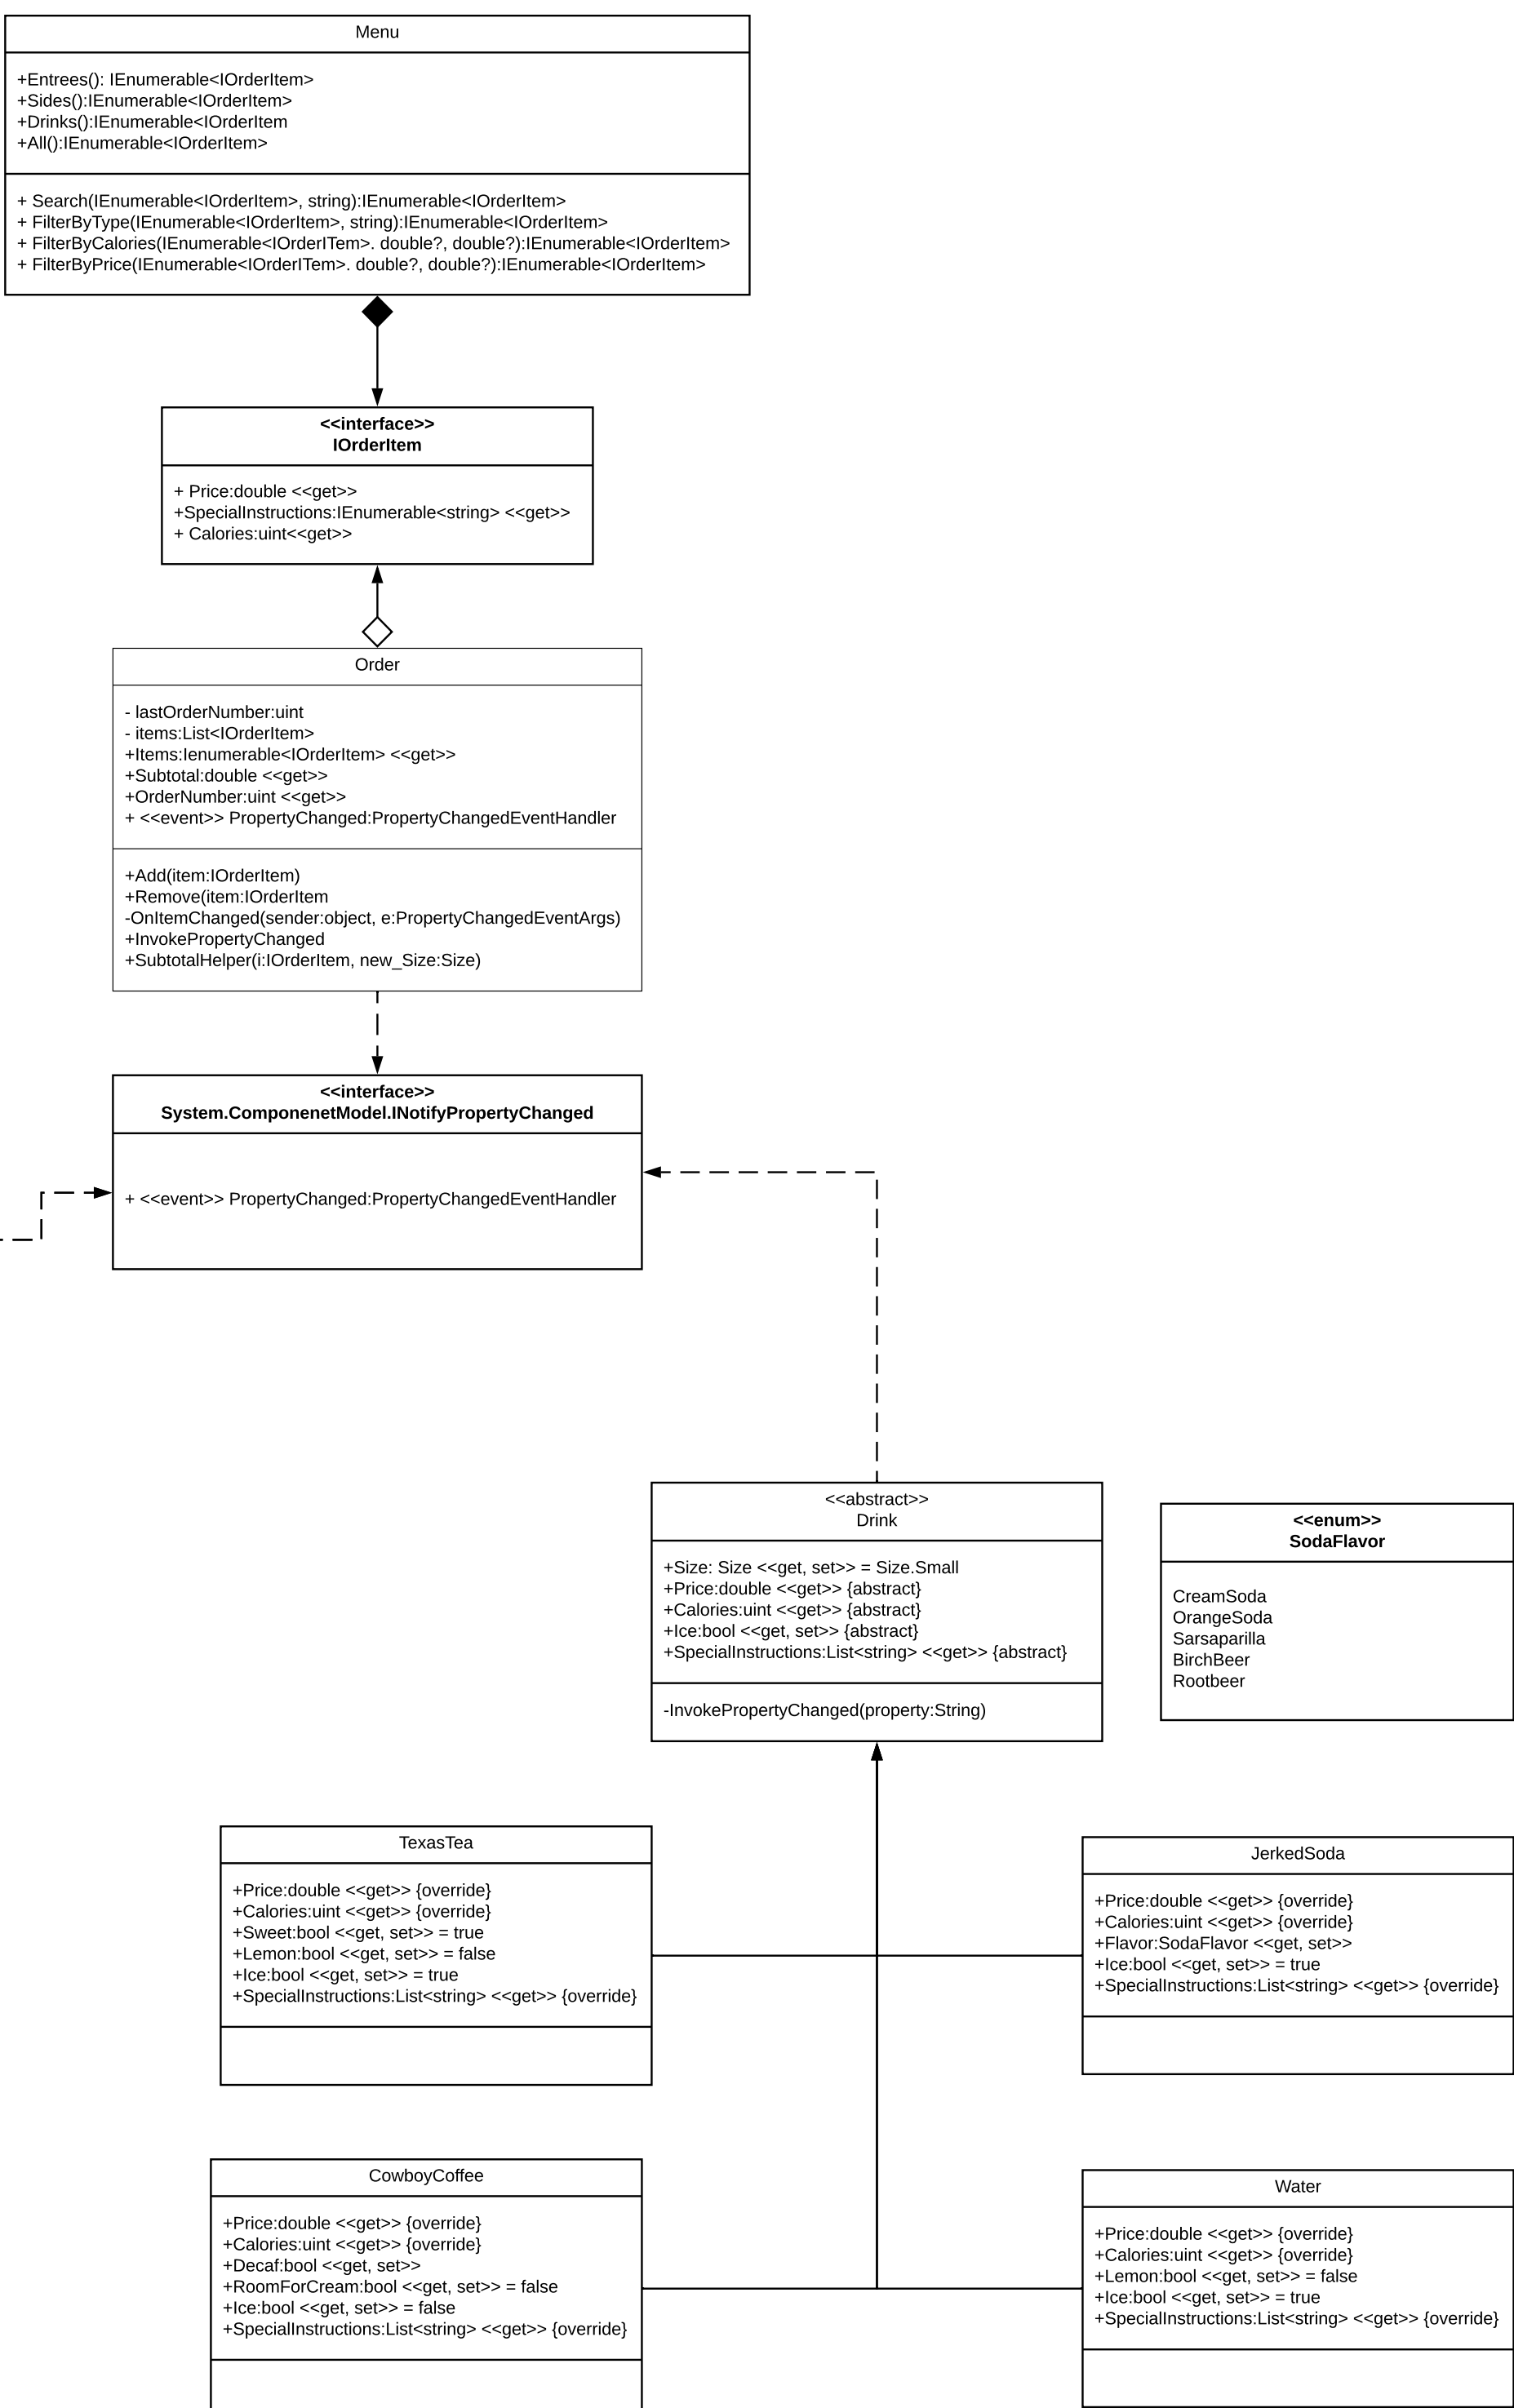 Menu
+Entrees(): IEnumerable<IOrderItem>
+Sides():IEnumerable<IOrderItem>
+Drinks():IEnumerable<IOrderItem
+All():IEnumerable<IOrderItem>
+ Search(IEnumerable<IOrderItem>, string):IEnumerable<IOrderItem>
+ FilterByType(IEnumerable<IOrderItem>, string):IEnumerable<IOrderItem>
+ FilterByCalories(IEnumerable<IOrderITem>. double?, double?):IEnumerable<IOrderItem>
+ FilterByPrice(IEnumerable<IOrderITem>. double?, double?):IEnumerable<IOrderItem>
<<interface>>
IOrderItem
+ Price:double <<get>>
+SpecialInstructions:IEnumerable<string> <<get>>
+ Calories:uint<<get>>
Order
- lastOrderNumber:uint
- items:List<IOrderItem>
+Items:Ienumerable<IOrderItem> <<get>>
+Subtotal:double <<get>>
+OrderNumber:uint <<get>>
+ <<event>> PropertyChanged:PropertyChangedEventHandler
+Add(item:IOrderItem)
+Remove(item:IOrderItem
-OnItemChanged(sender:object, e:PropertyChangedEventArgs)
+InvokePropertyChanged
+SubtotalHelper(i:IOrderItem, new_Size:Size)
<<interface>>
System.ComponenetModel.INotifyPropertyChanged
+ <<event>> PropertyChanged:PropertyChangedEventHandler
<<abstract>>
Drink
+Size: Size <<get, set>> = Size.Small
+Price:double <<get>> {abstract}
+Calories:uint <<get>> {abstract}
+Ice:bool <<get, set>> {abstract}
+SpecialInstructions:List<string> <<get>> {abstract}
-InvokePropertyChanged(property:String)
<<enum>>
SodaFlavor
CreamSoda
OrangeSoda
Sarsaparilla
BirchBeer
Rootbeer
TexasTea
+Price:double <<get>> {override}
+Calories:uint <<get>> {override}
+Sweet:bool <<get, set>> = true
+Lemon:bool <<get, set>> = false
+Ice:bool <<get, set>> = true
+SpecialInstructions:List<string> <<get>> {override}
JerkedSoda
+Price:double <<get>> {override}
+Calories:uint <<get>> {override}
+Flavor:SodaFlavor <<get, set>>
+Ice:bool <<get, set>> = true
+SpecialInstructions:List<string> <<get>> {override}
CowboyCoffee
+Price:double <<get>> {override}
+Calories:uint <<get>> {override}
+Decaf:bool <<get, set>>
+RoomForCream:bool <<get, set>> = false
+Ice:bool <<get, set>> = false
+SpecialInstructions:List<string> <<get>> {override}
Water
+Price:double <<get>> {override}
+Calories:uint <<get>> {override}
+Lemon:bool <<get, set>> = false
+Ice:bool <<get, set>> = true
+SpecialInstructions:List<string> <<get>> {override}